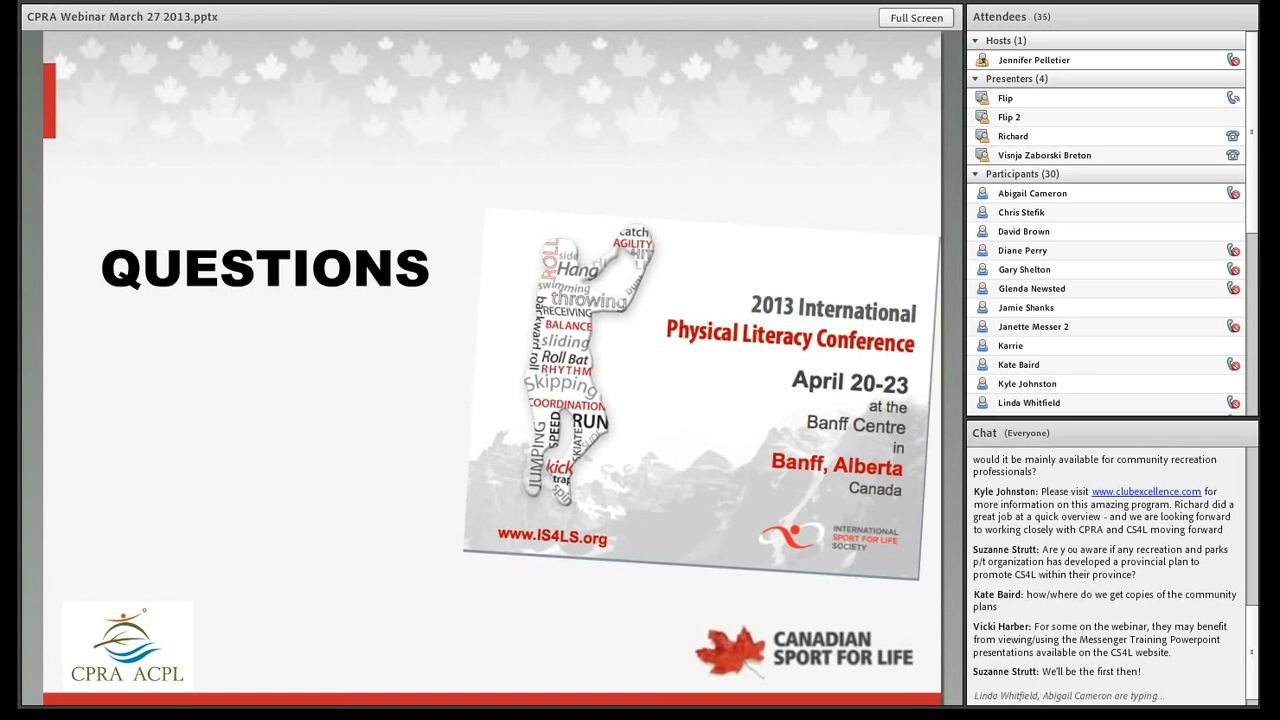 CPRA Webinar March 27 2013.pptx
Full Screen
QUESTIONS
catch
AGILITY
HIT
ROLL
side
Hang
swimming
throwing
RECEIVING
backward roll
BALANCE
sliding
Roll Bat
RHYTHM
Skipping
COORDINATION
RUN
SPEED
JUMPING
kick
trap
spin
2013 International
Physical Literacy Conference
April 20-23
at the
Banff Centre
in
Banff, Alberta
Canada
www.IS4LS.org
INTERNATIONAL
SPORT FOR LIFE
SOCIETY
CPRA ACPL
CANADIAN
SPORT FOR LIFE
Attendees (35)
Hosts (1)
Jennifer Pelletier
Presenters (4)
Flip
Flip 2
Richard
Visnja Zaborski Breton
Participants (30)
Abigail Cameron
Chris Stefik
David Brown
Diane Perry
Gary Shelton
Glenda Newsted
Jamie Shanks
Janette Messer 2
Karrie
Kate Baird
Kyle Johnston
Linda Whitfield
Chat (Everyone)
would it be mainly available for community recreation
professionals?
Kyle Johnston: Please visit www.clubexcellence.com for
more information on this amazing program. Richard did a
great job at a quick overview - and we are looking forward
to working closely with CPRA and CS4L moving forward
Suzanne Strutt: Are y ou aware if any recreation and parks
p/t organization has developed a provincial plan to
promote CS4L within their province?
Kate Baird: how/where do we get copies of the community
plans
Vicki Harber: For some on the webinar, they may benefit
from viewing/using the Messenger Training Powerpoint
presentations available on the CS4L website.
Suzanne Strutt: We'll be the first then!
Linda Whitfield, Abigail Cameron are typing...